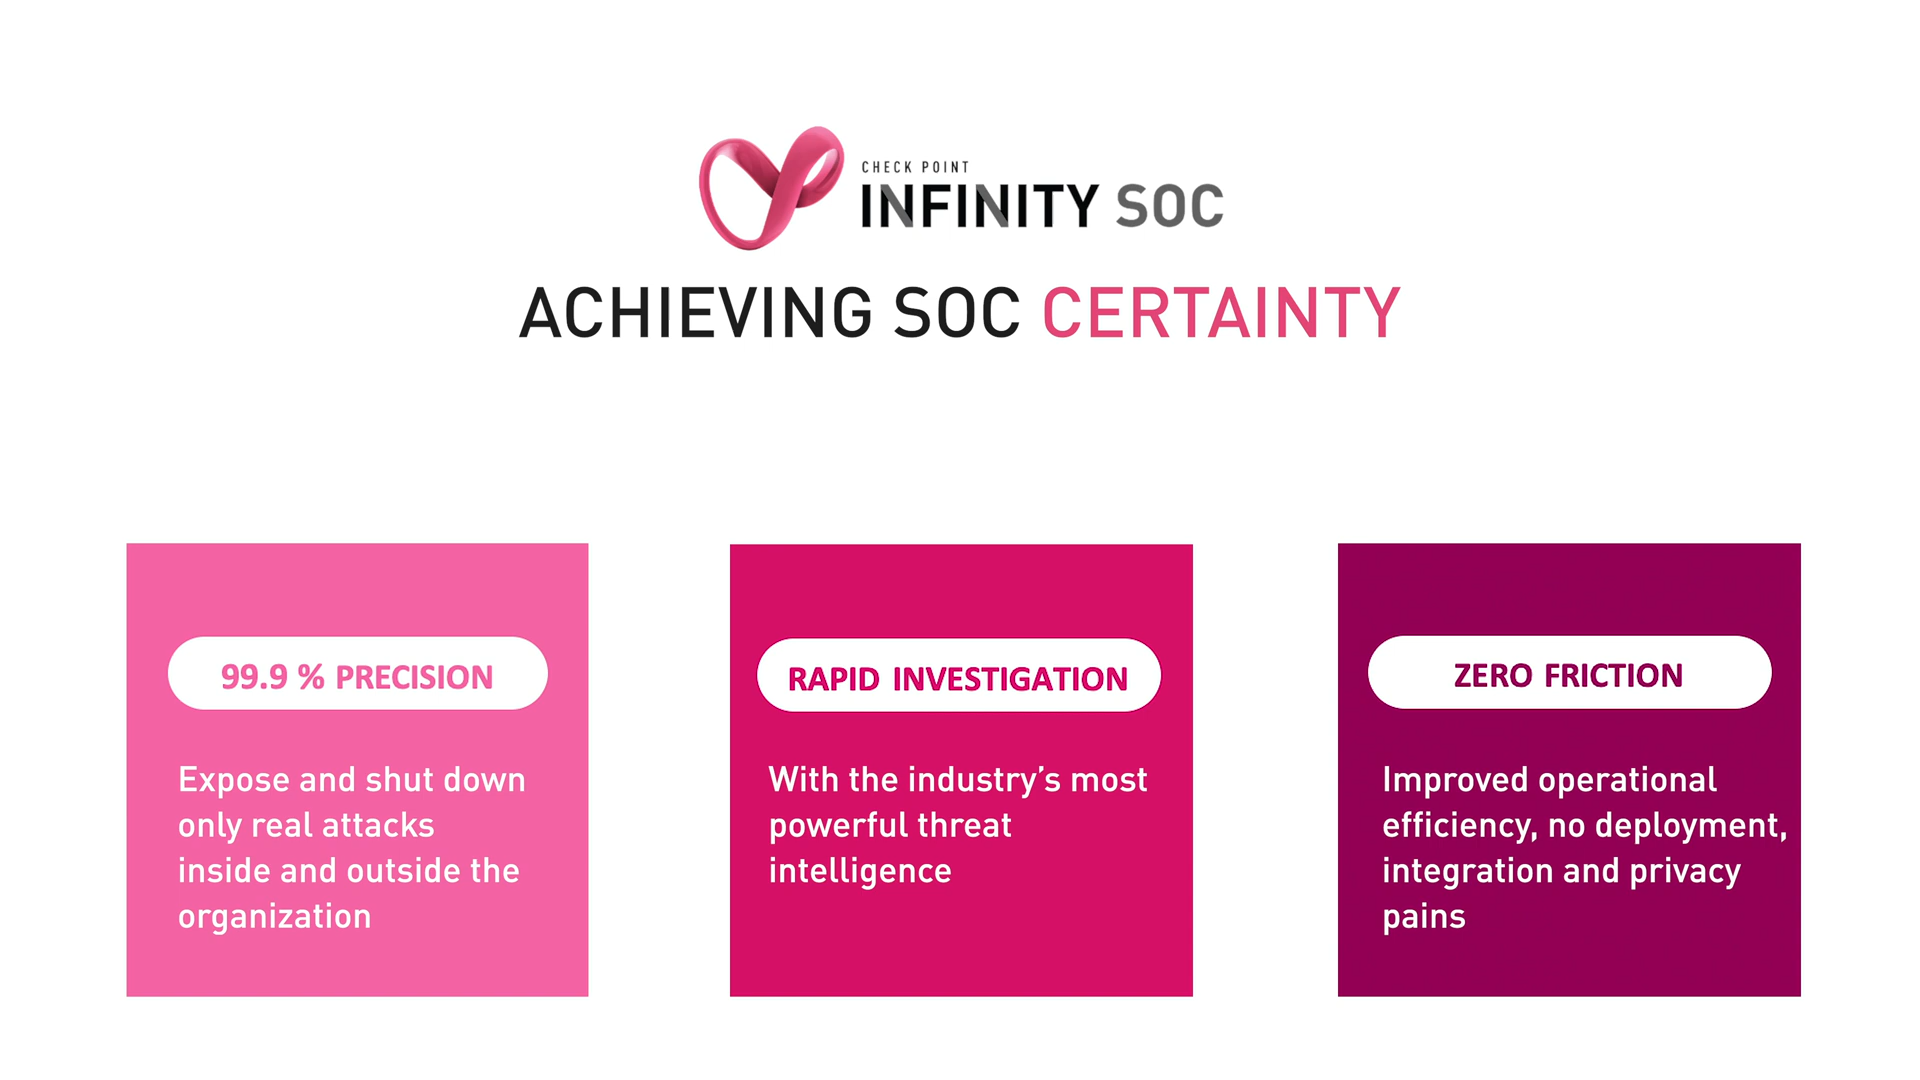 CHECK POINT
INFINITY SOC
ACHIEVING SOC CERTAINTY
99.9 % PRECISION
Expose and shut down
only real attacks
inside and outside the
organization
RAPID INVESTIGATION
With the industry’s most
powerful threat
intelligence
ZERO FRICTION
Improved operational
efficiency, no deployment,
integration and privacy
pains